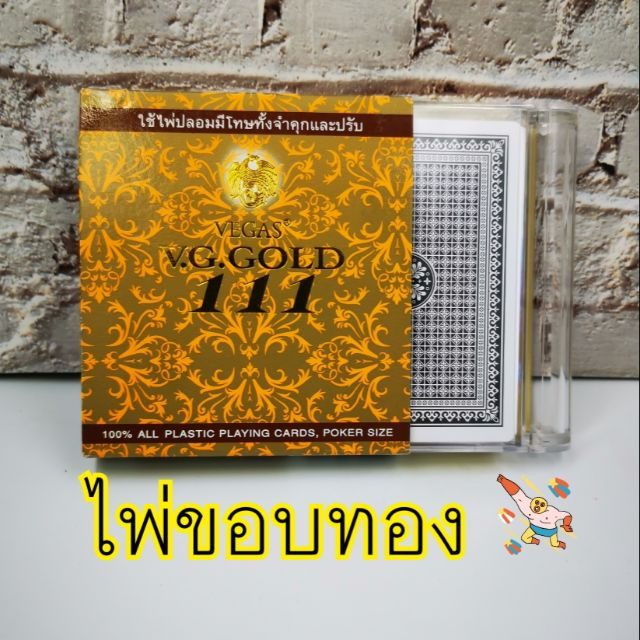 ใช้ไพ่ปลอมมีโทษทั้งจำคุกและปรับ
VEGAS®
V.G.GOLD
111
100% ALL PLASTIC PLAYING CARDS, POKER SIZE
ไพ่ขอบทอง